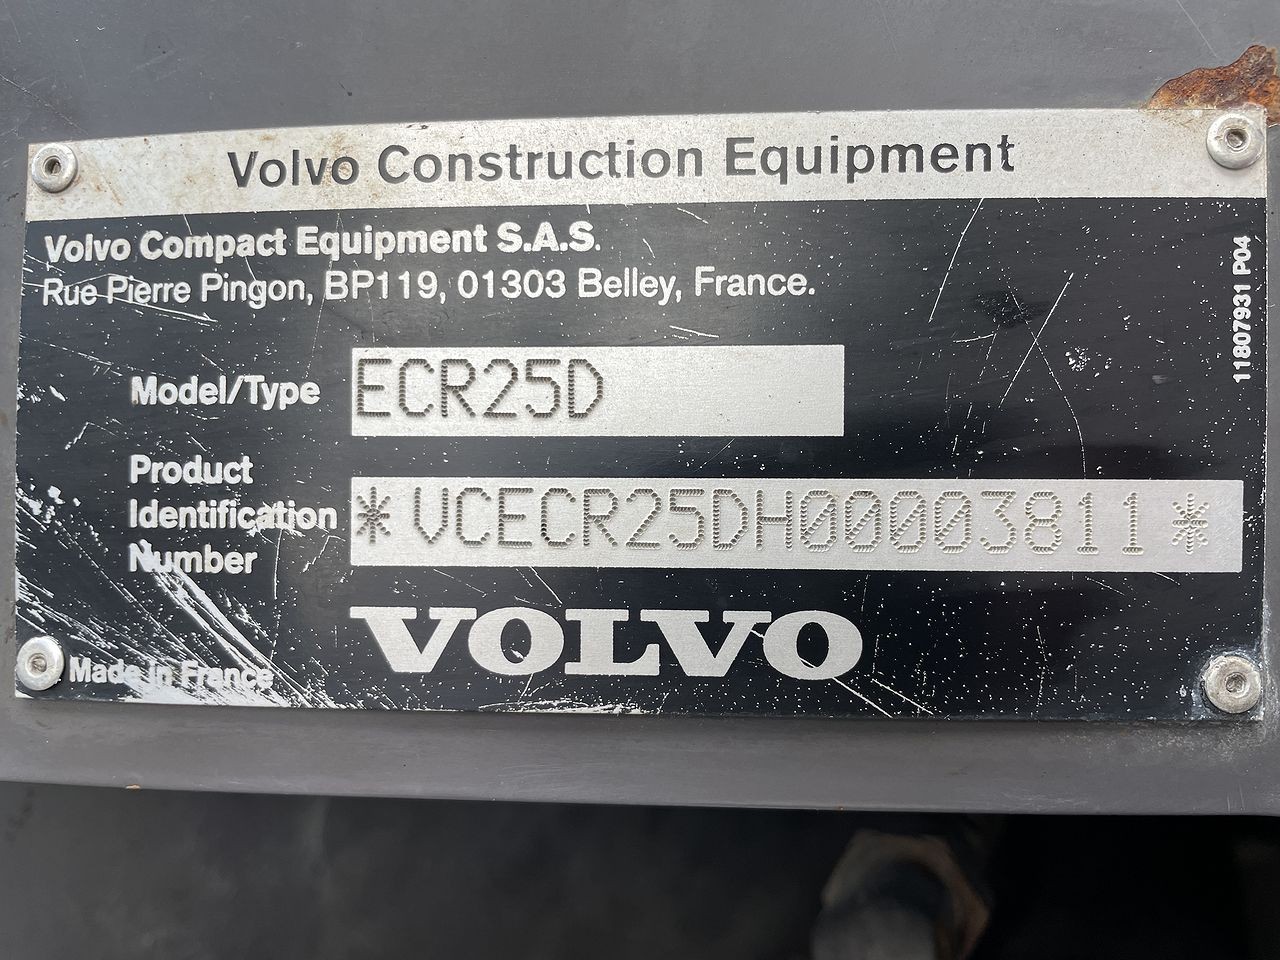 Volvo Construction Equipment
Volvo Compact Equipment S.A.S.
Rue Pierre Pingon, BP119, 01303 Belley, France.
11807931 P04
Model/Type ECR25D
Product
Identification
Number
*VCECR25DH00003811*
VOLVO
Made in France